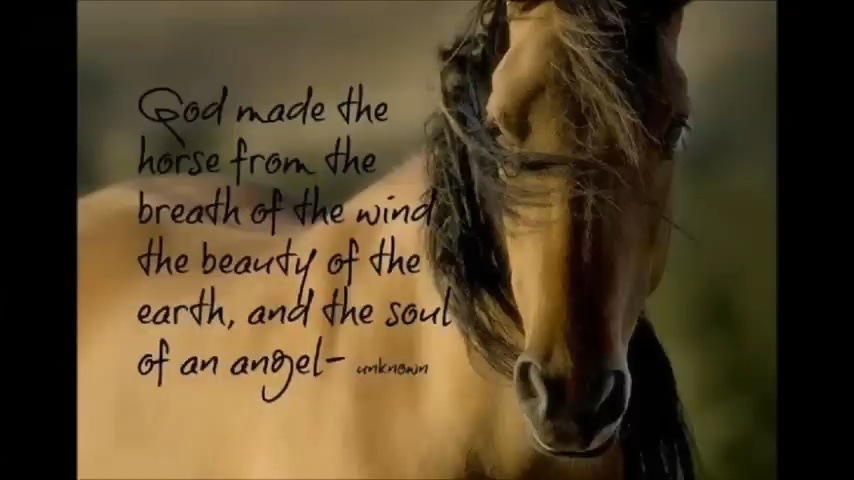 God made the
horse from the
breath of the wind
the beauty of the
earth, and the soul
of an angel- unknown